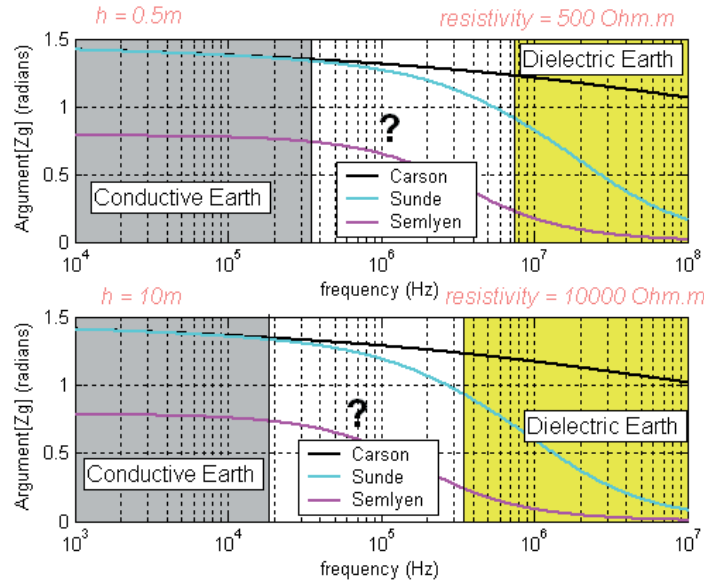 h = 0.5m resistivity = 500 Ohm.m
1.5
Dielectric Earth
1
?
Argument[Zg] (radians)
0.5
Carson
Conductive Earth
Sunde
Semlyen
0
10^4 10^5 10^6 10^7 10^8
frequency (Hz)
h = 10m resistivity = 10000 Ohm.m
1.5
1
?
Argument[Zg] (radians)
Dielectric Earth
0.5
Carson
Conductive Earth
Sunde
Semlyen
0
10^3 10^4 10^5 10^6 10^7
frequency (Hz)